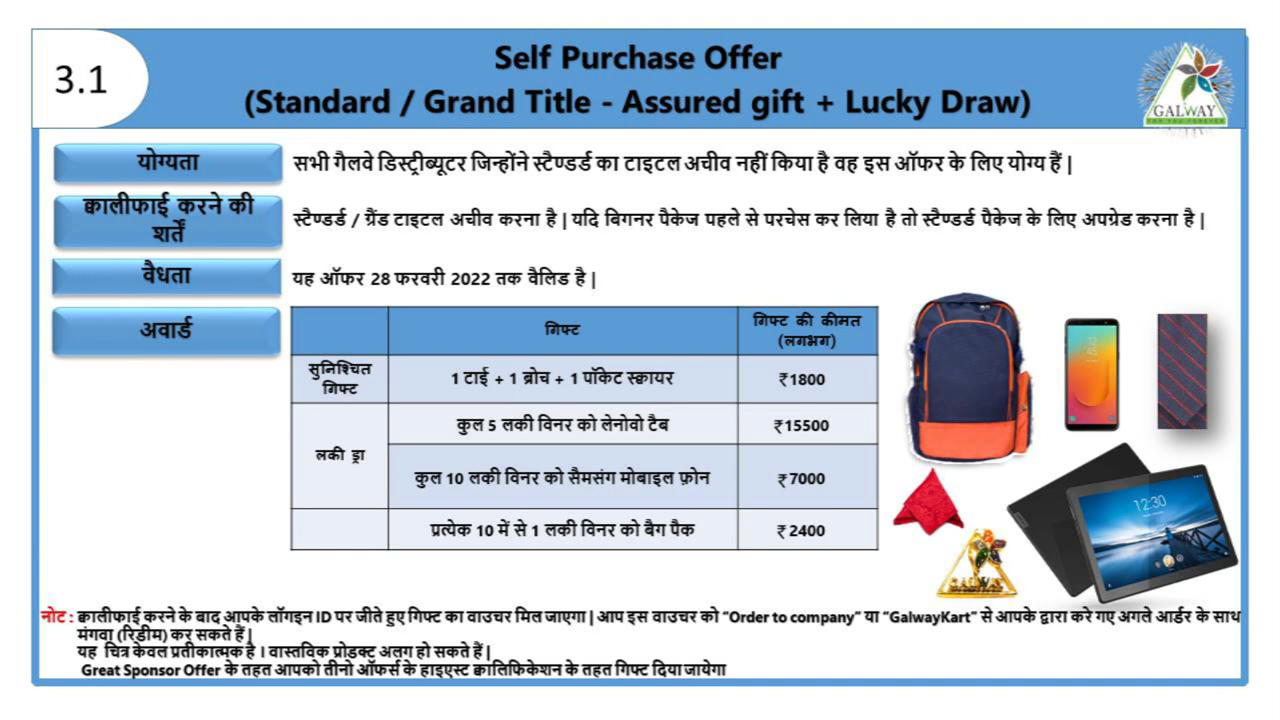 3.1
Self Purchase Offer
(Standard / Grand Title - Assured gift + Lucky Draw)
GALWAY
FOR YOU FOREVER
योग्यता
सभी गैलवे डिस्ट्रीब्यूटर जिन्होंने स्टैण्डर्ड का टाइटल अचीव नहीं किया है वह इस ऑफर के लिए योग्य हैं |
क्वालीफाई करने की
शर्तें
स्टैण्डर्ड / ग्रैंड टाइटल अचीव करना है | यदि बिगनर पैकेज पहले से परचेस कर लिया है तो स्टैण्डर्ड पैकेज के लिए अपग्रेड करना है |
वैधता
यह ऑफर 28 फरवरी 2022 तक वैलिड है |
अवार्ड
गिफ्ट
गिफ्ट की कीमत
(लगभग)
सुनिश्चित
गिफ्ट
1 टाई + 1 ब्रोच + 1 पॉकेट स्क्वायर
₹1800
लकी ड्रा
कुल 5 लकी विनर को लेनोवो टैब
₹15500
कुल 10 लकी विनर को सैमसंग मोबाइल फ़ोन
₹7000
प्रत्येक 10 में से 1 लकी विनर को बैग पैक
₹2400
12:30
GALWAY
नोट : क्वालीफाई करने के बाद आपके लॉगइन ID पर जीते हुए गिफ्ट का वाउचर मिल जाएगा | आप इस वाउचर को “Order to company” या “GalwayKart” से आपके द्वारा करे गए अगले आर्डर के साथ
मंगवा (रिडीम) कर सकते हैं |
यह चित्र केवल प्रतीकात्मक है । वास्तविक प्रोडक्ट अलग हो सकते हैं |
Great Sponsor Offer के तहत आपको तीनो ऑफर्स के हाइएस्ट क्वालिफिकेशन के तहत गिफ्ट दिया जायेगा